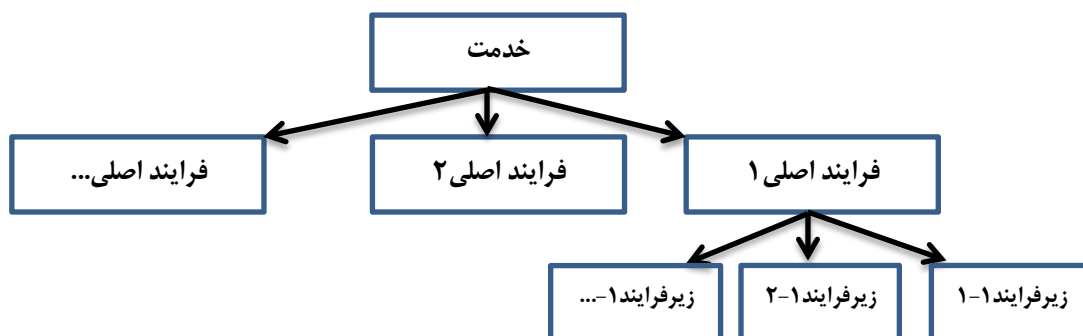 خدمت
فرایند اصلی۱
فرایند اصلی۲
فرایند اصلی...
زیرفرایند۱-۱
زیرفرایند۱-۲
زیرفرایند۱-...